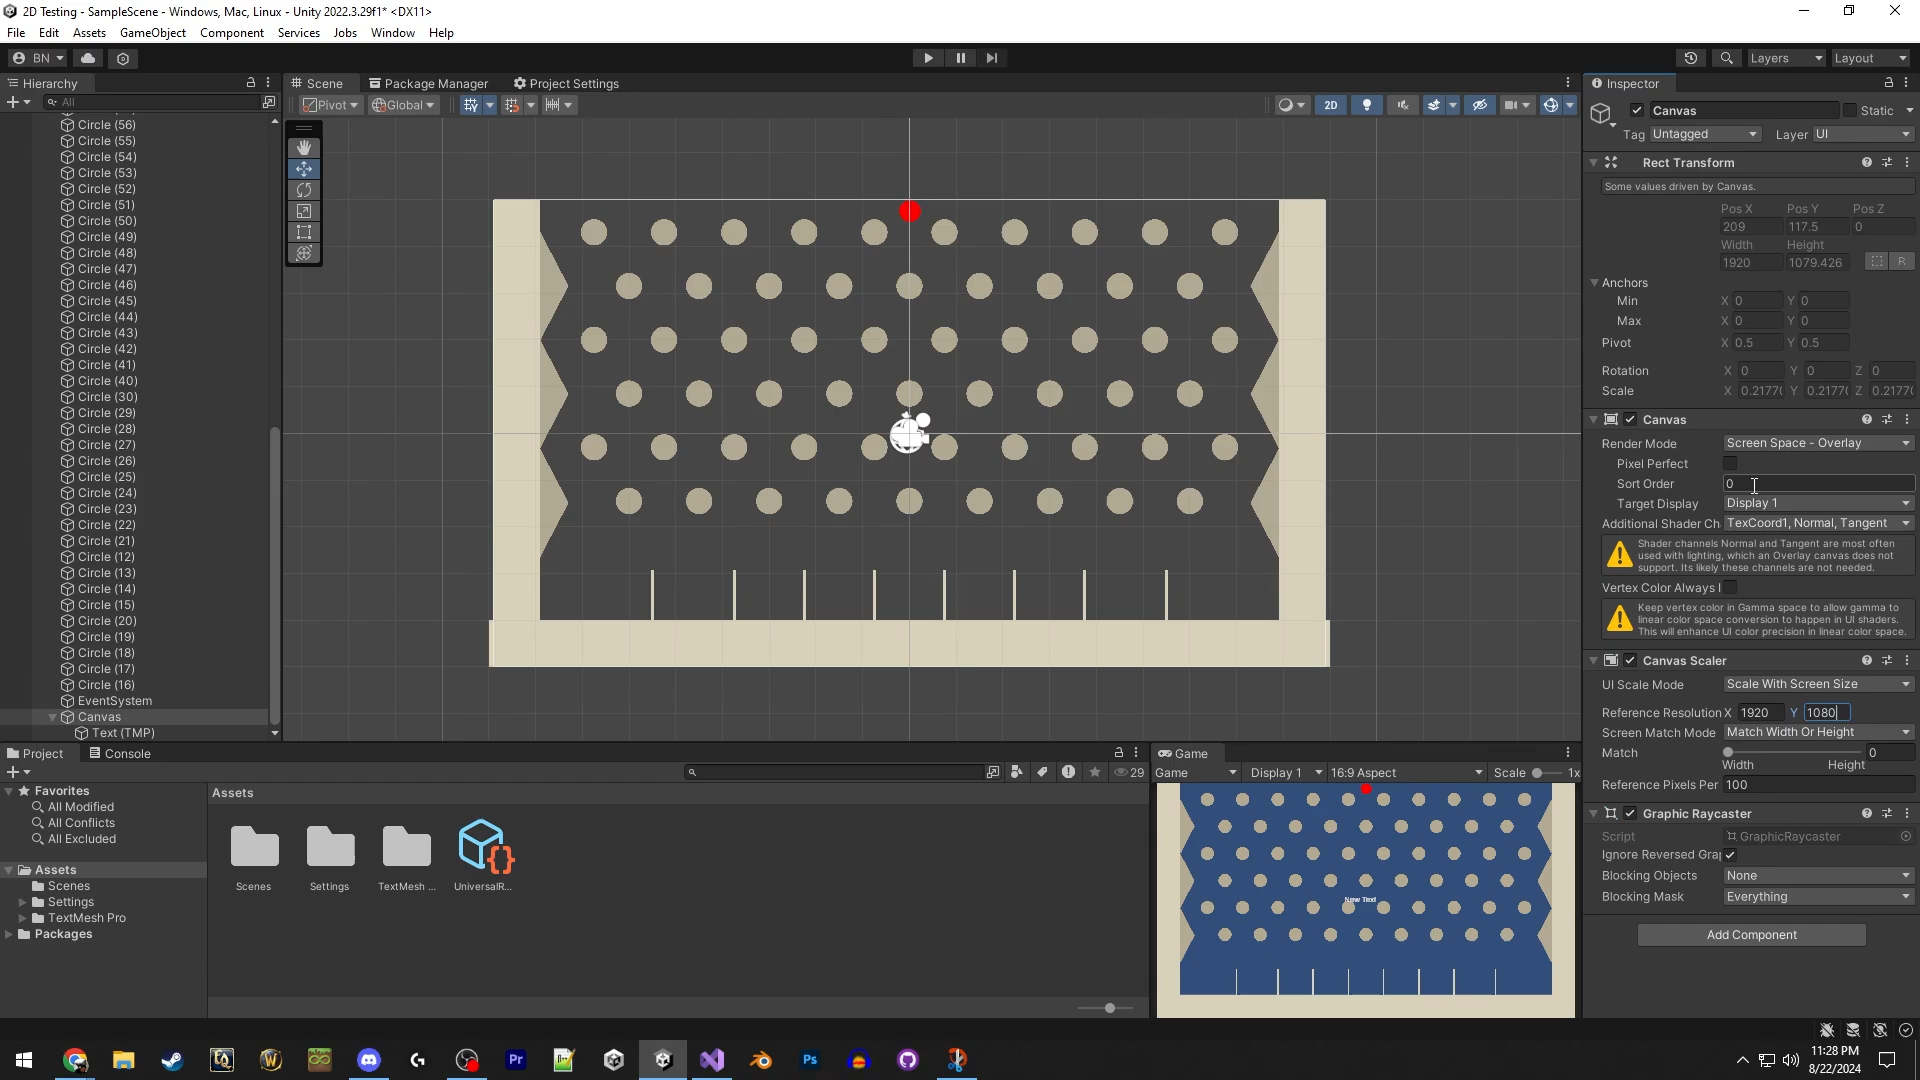 2D Testing - SampleScene - Windows, Mac, Linux - Unity 2022.3.29f1* <DX11>
File Edit Assets GameObject Component Services Jobs Window Help
BN Layers Layout
Hierarchy
All
Circle (56)
Circle (55)
Circle (54)
Circle (53)
Circle (52)
Circle (51)
Circle (50)
Circle (49)
Circle (48)
Circle (47)
Circle (46)
Circle (45)
Circle (44)
Circle (43)
Circle (42)
Circle (41)
Circle (40)
Circle (30)
Circle (29)
Circle (28)
Circle (27)
Circle (26)
Circle (25)
Circle (24)
Circle (23)
Circle (22)
Circle (21)
Circle (12)
Circle (13)
Circle (14)
Circle (15)
Circle (20)
Circle (19)
Circle (18)
Circle (17)
Circle (16)
EventSystem
Canvas
Text (TMP)
Scene Package Manager Project Settings
Pivot Global 2D
Inspector
Canvas Static
Tag Untagged Layer UI
Rect Transform
Some values driven by Canvas.
Pos X Pos Y Pos Z
209 117.5 0
Width Height
1920 1079.426 R
Anchors
Min X 0 Y 0
Max X 0 Y 0
Pivot X 0.5 Y 0.5
Rotation X 0 Y 0 Z 0
Scale X 0.2177( Y 0.2177( Z 0.2177(
Canvas
Render Mode Screen Space - Overlay
Pixel Perfect
Sort Order 0
Target Display Display 1
Additional Shader Ch TexCoord1, Normal, Tangent
Shader channels Normal and Tangent are most often
used with lighting, which an Overlay canvas does not
support. Its likely these channels are not needed.
Vertex Color Always I
Keep vertex color in Gamma space to allow gamma to
linear color space conversion to happen in UI shaders.
This will enhance UI color precision in linear color space.
Canvas Scaler
UI Scale Mode Scale With Screen Size
Reference Resolution X 1920 Y 1080
Screen Match Mode Match Width Or Height
Match 0
Width Height
Reference Pixels Per 100
Graphic Raycaster
Script GraphicRaycaster
Ignore Reversed Grap
Blocking Objects None
Blocking Mask Everything
Add Component
Project Console
29
Favorites
All Modified
All Conflicts
All Excluded
Assets
Scenes
Settings
TextMesh Pro
Packages
Assets
Scenes Settings TextMesh ... UniversalR...
Game
Game Display 1 16:9 Aspect Scale 1x
New Text
Pr Ps
11:28 PM
8/22/2024